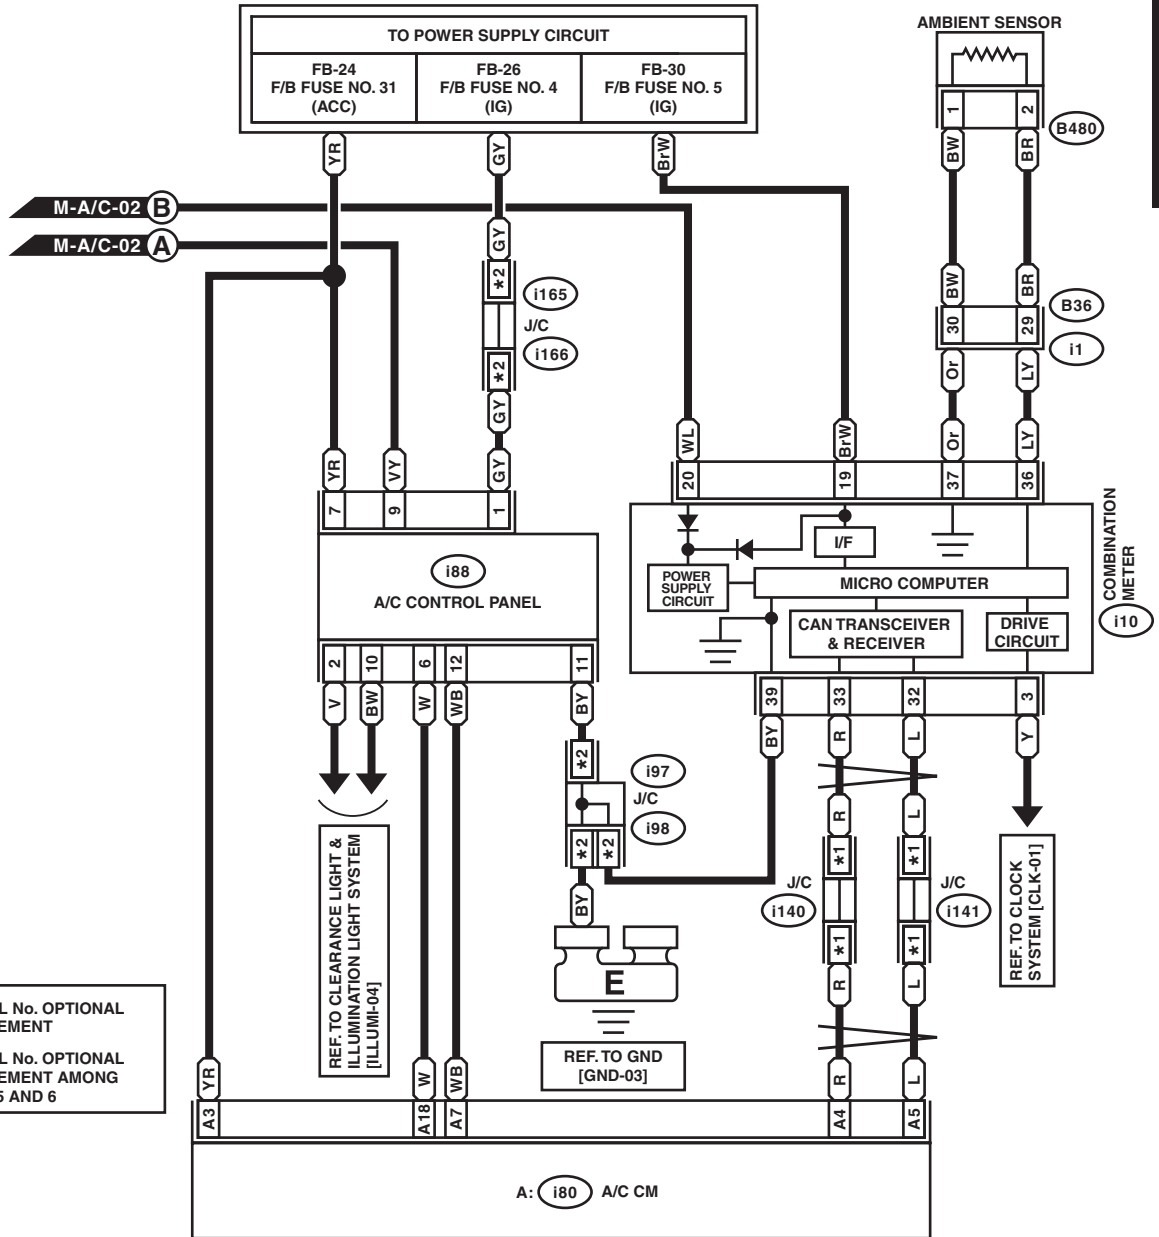 AMBIENT SENSOR
TO POWER SUPPLY CIRCUIT
FB-24
F/B FUSE NO. 31
(ACC)
FB-26
F/B FUSE NO. 4
(IG)
FB-30
F/B FUSE NO. 5
(IG)
1
2
B480
YR
GY
BrW
BW
BR
M-A/C-02 B
M-A/C-02 A
GY
*2
i165
J/C
i166
*2
GY
BW
BR
30
29
B36
i1
Or
LY
YR
VY
GY
WL
BrW
Or
LY
7
9
1
20
19
37
36
i88
A/C CONTROL PANEL
I/F
POWER
SUPPLY
CIRCUIT
MICRO COMPUTER
CAN TRANSCEIVER
& RECEIVER
DRIVE
CIRCUIT
COMBINATION
METER
i10
2
10
6
12
11
V
BW
W
WB
BY
39
33
32
3
BY
R
L
Y
*2
i97
J/C
i98
*2
*2
BY
R
L
*1
*1
J/C
i140
J/C
i141
*1
*1
R
L
REF. TO CLEARANCE LIGHT &
ILLUMINATION LIGHT SYSTEM
[ILLUMI-04]
REF. TO CLOCK
SYSTEM [CLK-01]
E
REF. TO GND
[GND-03]
L No. OPTIONAL
EMENT
L No. OPTIONAL
EMENT AMONG
5 AND 6
YR
W
WB
R
L
A3
A18
A7
A4
A5
A: i80 A/C CM